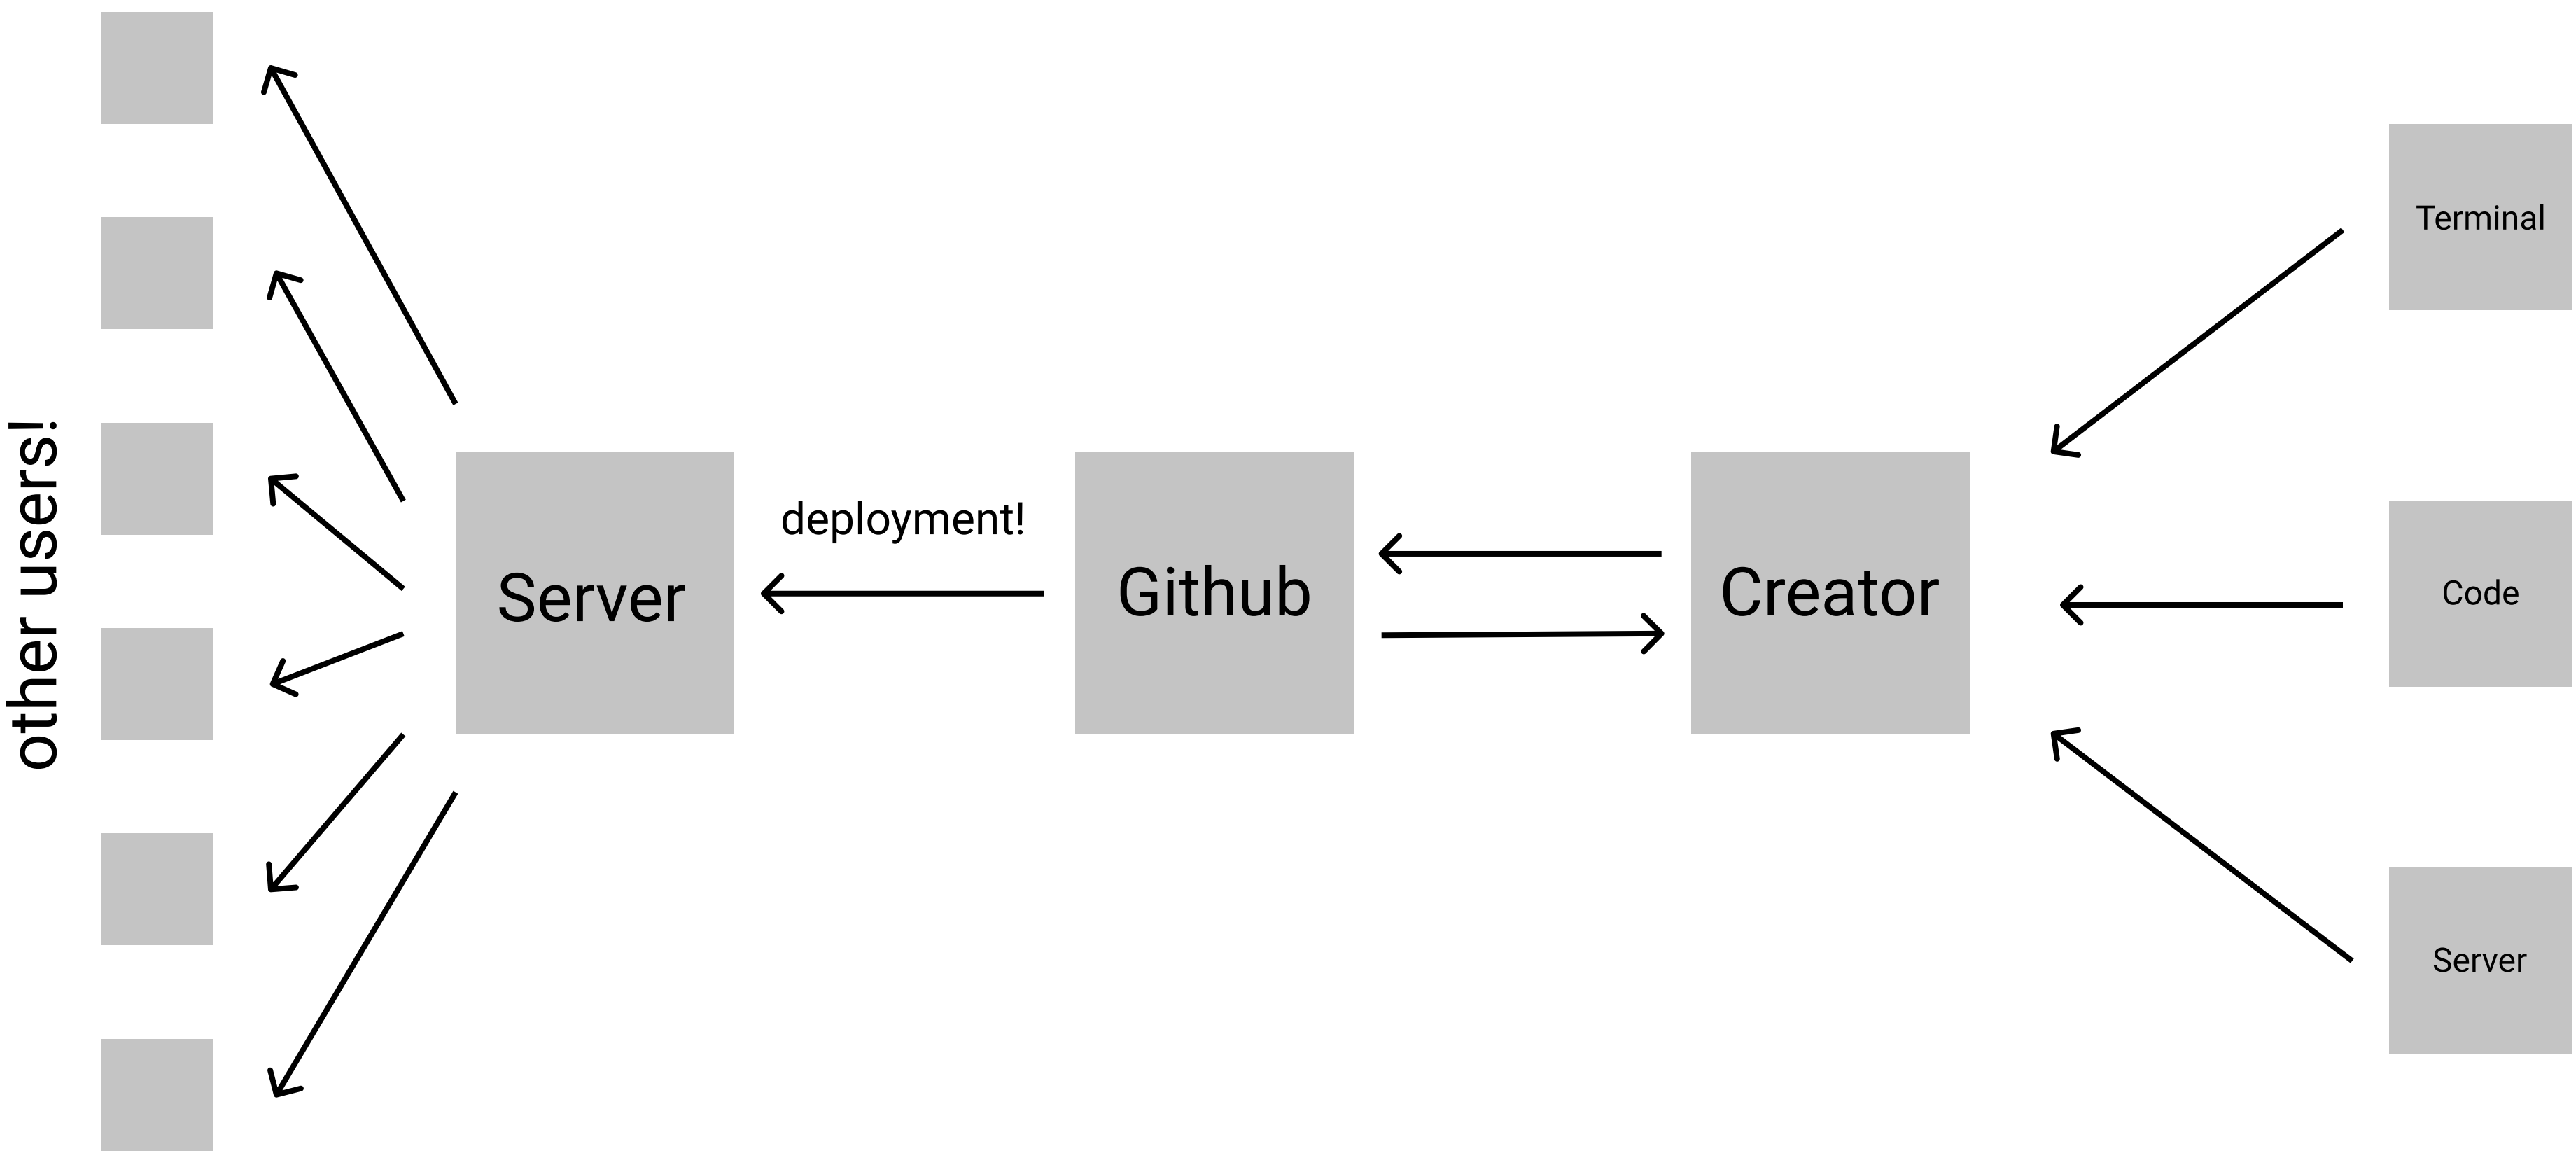 other users!
Server
deployment!
Github
Creator
Terminal
Code
Server